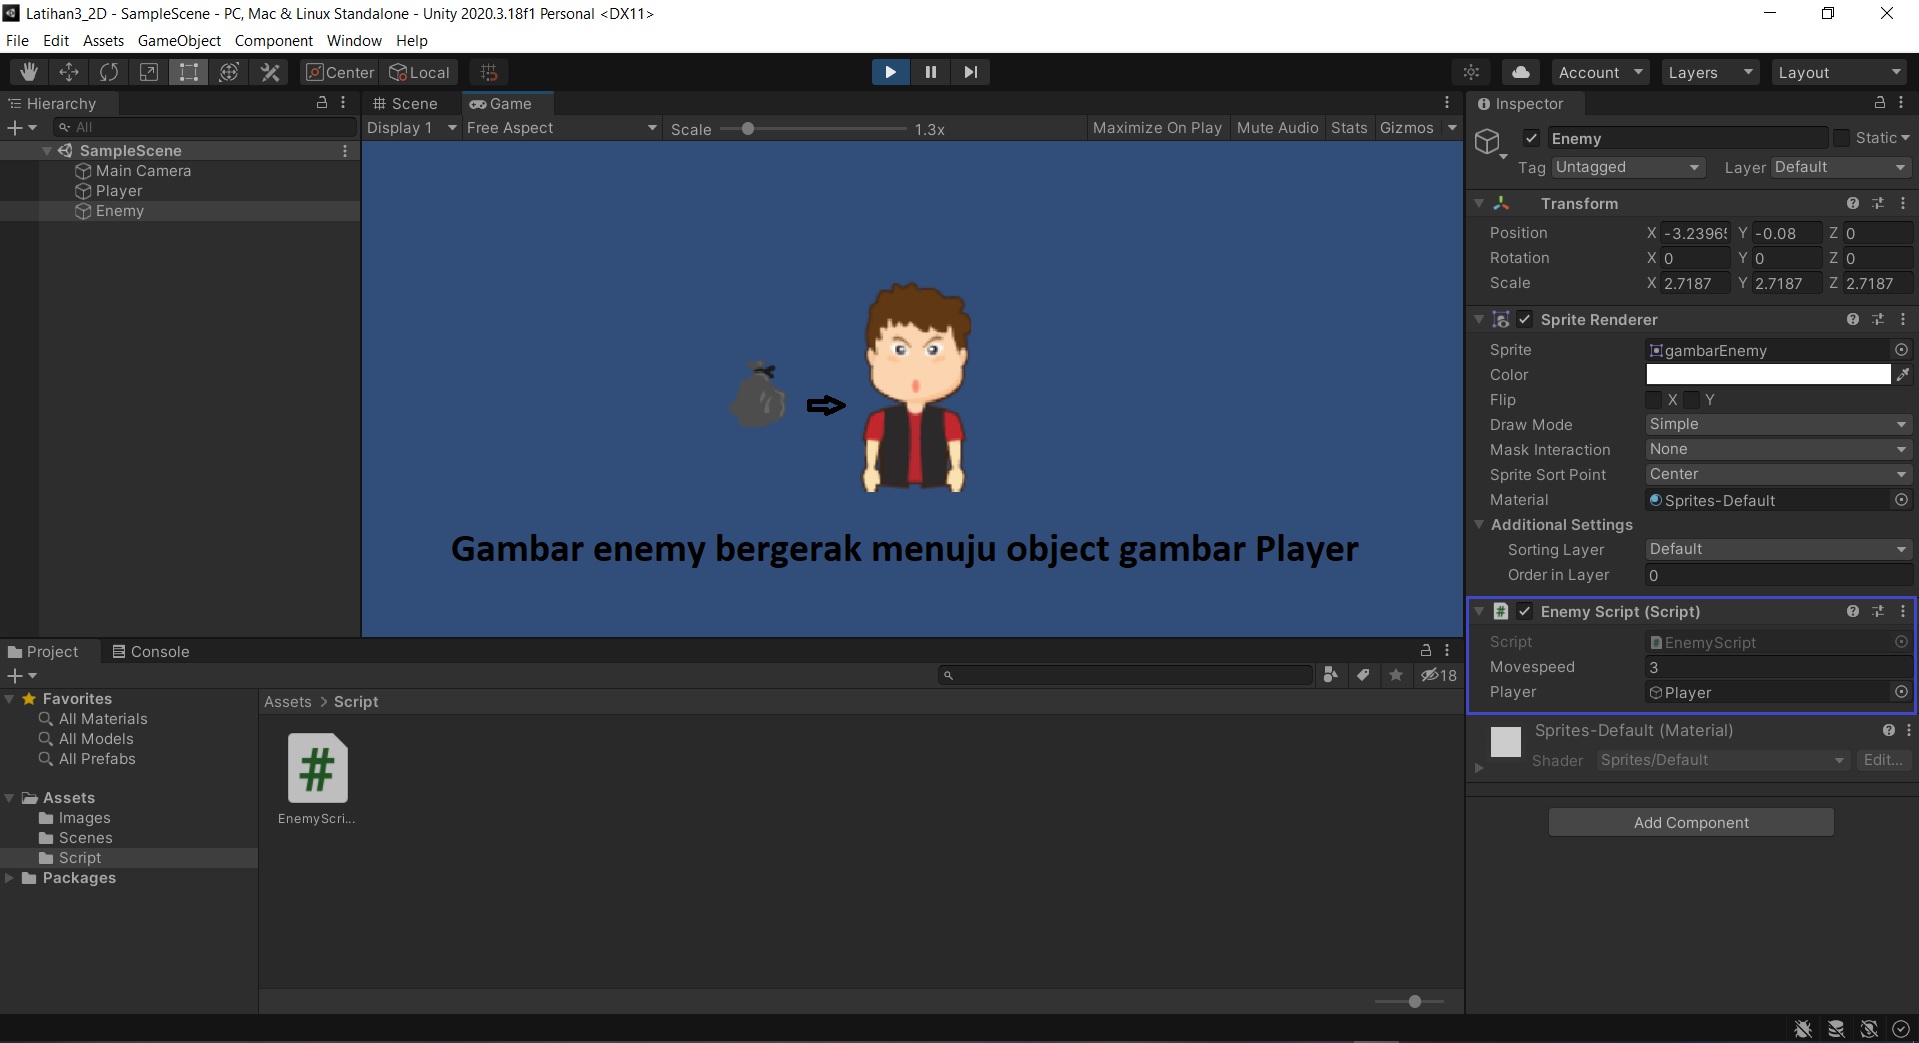 Latihan3_2D - SampleScene - PC, Mac & Linux Standalone - Unity 2020.3.18f1 Personal <DX11>
File Edit Assets GameObject Component Window Help
Center Local Account Layers Layout
Hierarchy
All
SampleScene
Main Camera
Player
Enemy
Scene Game
Display 1 Free Aspect Scale 1.3x Maximize On Play Mute Audio Stats Gizmos
Gambar enemy bergerak menuju object gambar Player
Inspector
Enemy Static
Tag Untagged Layer Default
Transform
Position X -3.2396 Y -0.08 Z 0
Rotation X 0 Y 0 Z 0
Scale X 2.7187 Y 2.7187 Z 2.7187
Sprite Renderer
Sprite gambarEnemy
Color
Flip X Y
Draw Mode Simple
Mask Interaction None
Sprite Sort Point Center
Material Sprites-Default
Additional Settings
Sorting Layer Default
Order in Layer 0
# Enemy Script (Script)
Script EnemyScript
Movespeed 3
Player Player
Sprites-Default (Material)
Shader Sprites/Default Edit...
Add Component
Project Console
18
Favorites
All Materials
All Models
All Prefabs
Assets
Images
Scenes
Script
Packages
Assets > Script
#
EnemyScri...